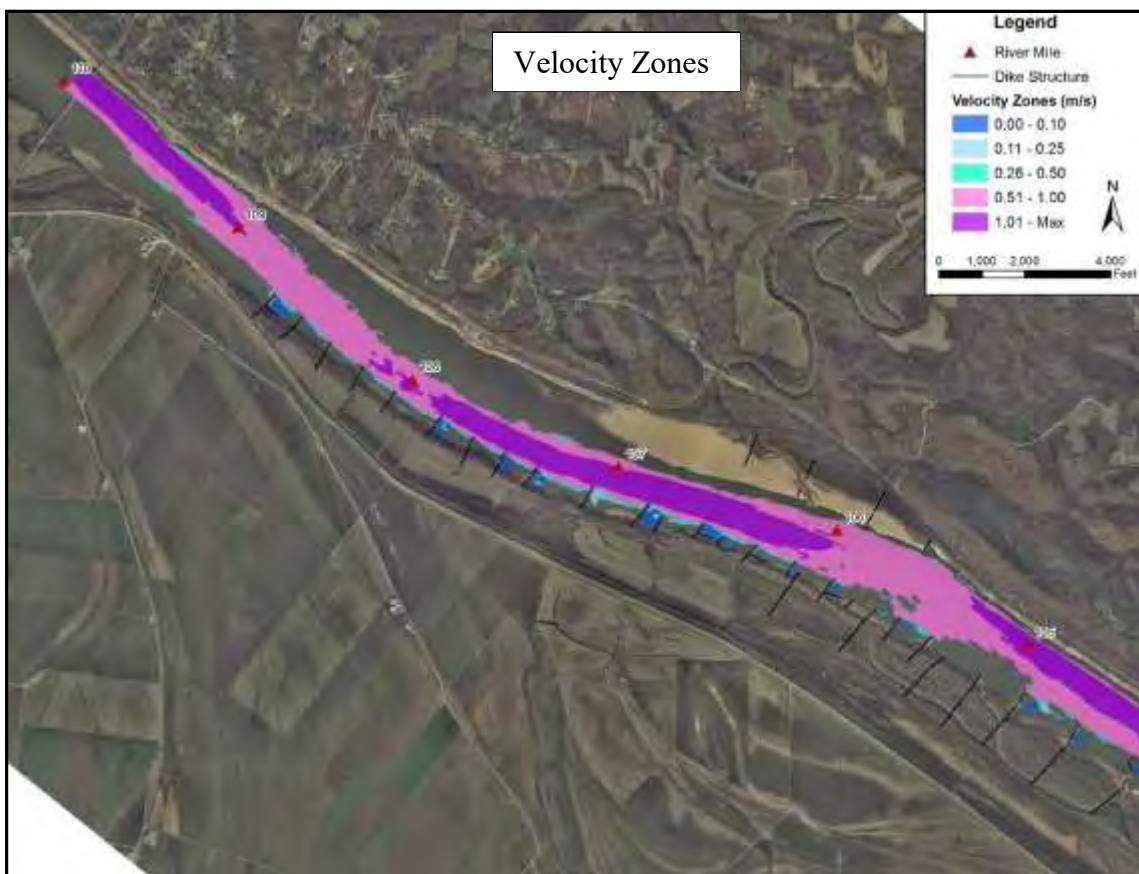 Velocity Zones
Legend
River Mile
Dike Structure
Velocity Zones (m/s)
0.00 - 0.10
0.11 - 0.25
0.26 - 0.50
0.51 - 1.00
1.01 - Max
N
0 1,000 2,000 4,000
Feet